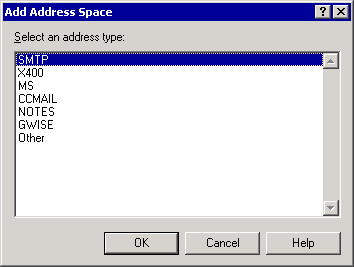 Add Address Space
Select an address type:
SMTP
X400
MS
CCMAIL
NOTES
GWISE
Other
OK
Cancel
Help